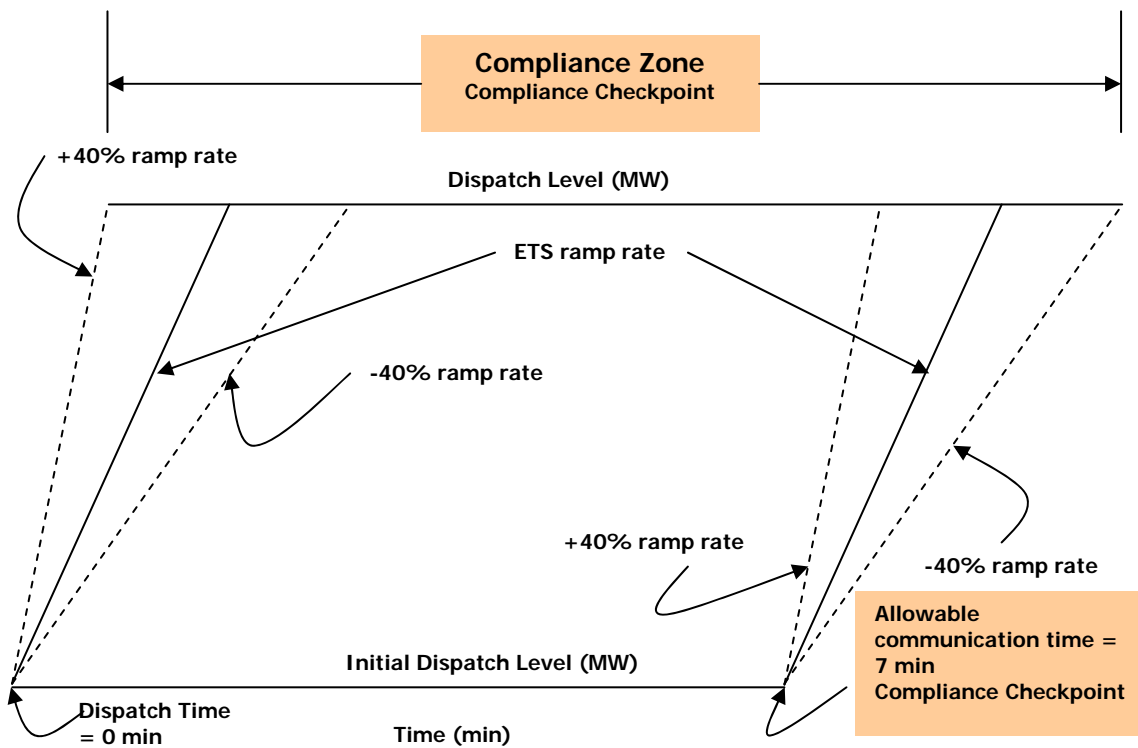 Compliance Zone
Compliance Checkpoint
+40% ramp rate
Dispatch Level (MW)
ETS ramp rate
-40% ramp rate
+40% ramp rate
-40% ramp rate
Allowable
communication time =
7 min
Compliance Checkpoint
Initial Dispatch Level (MW)
Dispatch Time
= 0 min
Time (min)